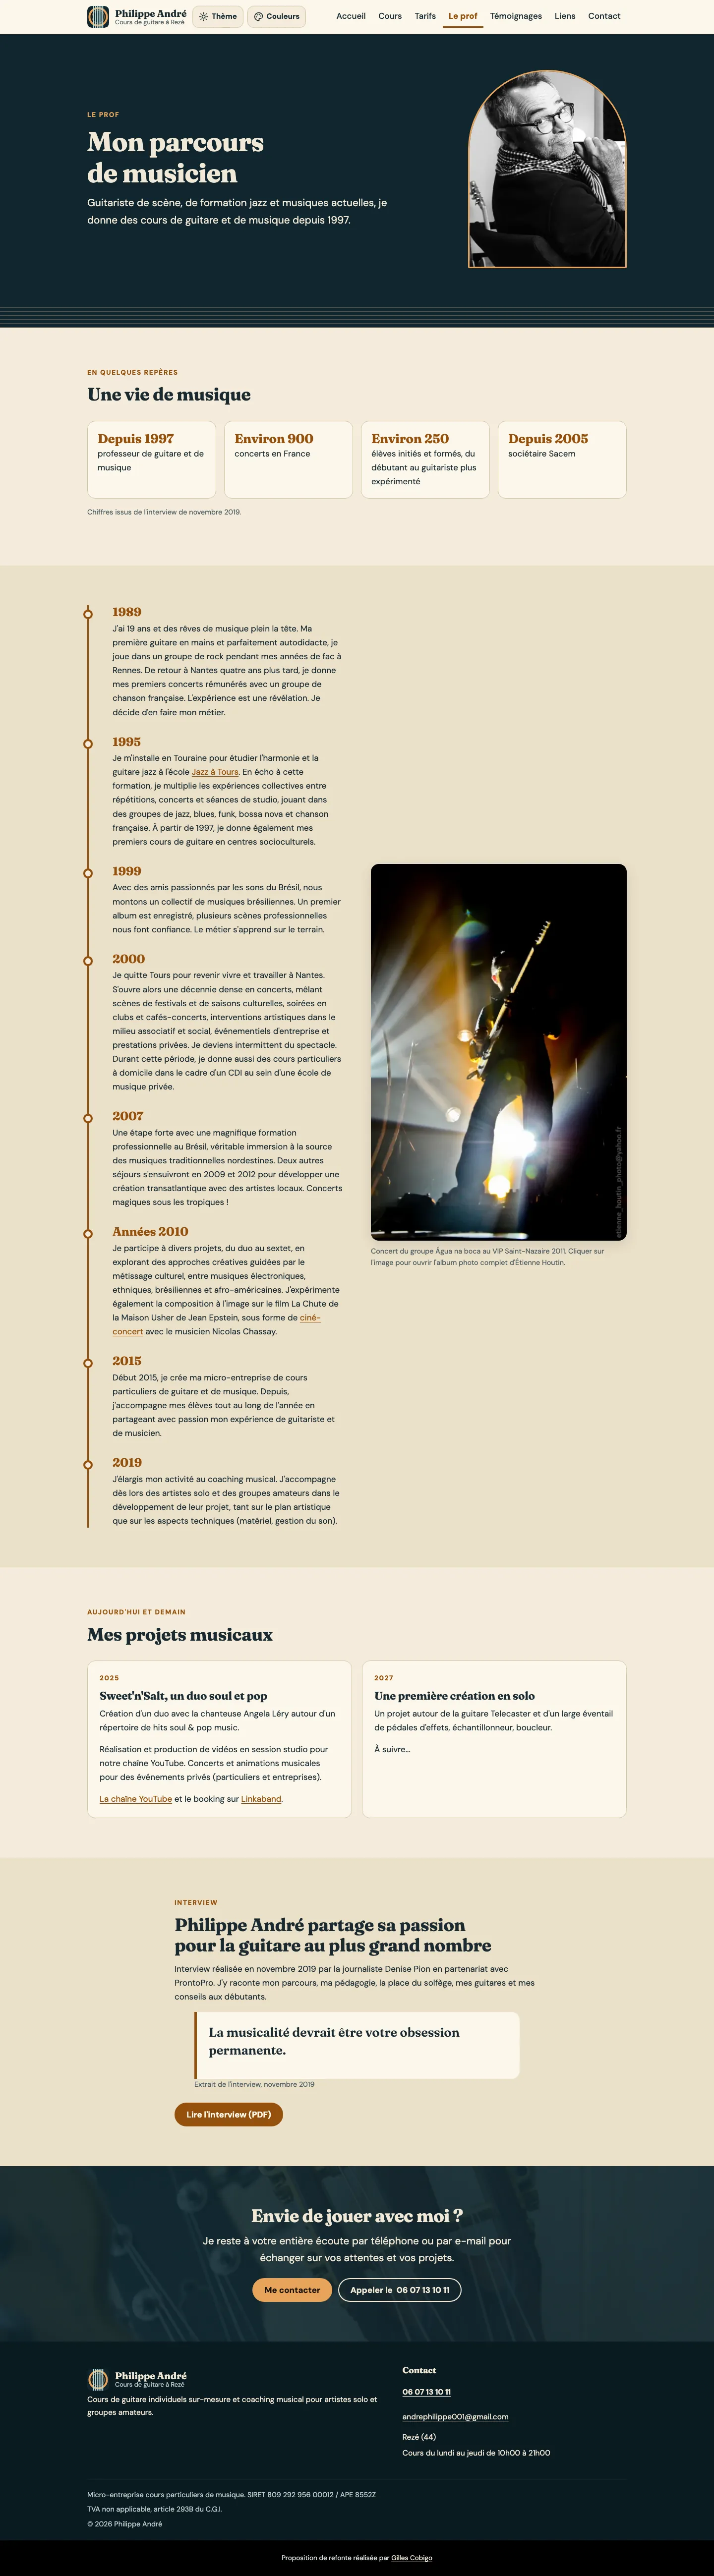 Philippe André
Cours de guitare à Rezé
Thème
Couleurs
Accueil
Cours
Tarifs
Le prof
Témoignages
Liens
Contact
LE PROF
Mon parcours
de musicien
Guitariste de scène, de formation jazz et musiques actuelles, je
donne des cours de guitare et de musique depuis 1997.
EN QUELQUES REPÈRES
Une vie de musique
Depuis 1997
professeur de guitare et de
musique
Environ 900
concerts en France
Environ 250
élèves initiés et formés, du
débutant au guitariste plus
expérimenté
Depuis 2005
sociétaire Sacem
Chiffres issus de l'interview de novembre 2019.
1989
J'ai 19 ans et des rêves de musique plein la tête. Ma
première guitare en mains et parfaitement autodidacte, je
joue dans un groupe de rock pendant mes années de fac à
Rennes. De retour à Nantes quatre ans plus tard, je donne
mes premiers concerts rémunérés avec un groupe de
chanson française. L'expérience est une révélation. Je
décide d'en faire mon métier.
1995
Je m'installe en Touraine pour étudier l'harmonie et la
guitare jazz à l'école Jazz à Tours. En écho à cette
formation, je multiplie les expériences collectives entre
répétitions, concerts et séances de studio, jouant dans
des groupes de jazz, blues, funk, bossa nova et chanson
française. À partir de 1997, je donne également mes
premiers cours de guitare en centres socioculturels.
1999
Avec des amis passionnés par les sons du Brésil, nous
montons un collectif de musiques brésiliennes. Un premier
album est enregistré, plusieurs scènes professionnelles
nous font confiance. Le métier s'apprend sur le terrain.
2000
Je quitte Tours pour revenir vivre et travailler à Nantes.
S'ouvre alors une décennie dense en concerts, mêlant
scènes de festivals et de saisons culturelles, soirées en
clubs et cafés-concerts, interventions artistiques dans le
milieu associatif et social, événementiels d'entreprise et
prestations privées. Je deviens intermittent du spectacle.
Durant cette période, je donne aussi des cours particuliers
à domicile dans le cadre d'un CDI au sein d'une école de
musique privée.
2007
Une étape forte avec une magnifique formation
professionnelle au Brésil, véritable immersion à la source
des musiques traditionnelles nordestines. Deux autres
séjours s'ensuivront en 2009 et 2012 pour développer une
création transatlantique avec des artistes locaux. Concerts
magiques sous les tropiques !
Années 2010
Je participe à divers projets, du duo au sextet, en
explorant des approches créatives guidées par le
métissage culturel, entre musiques électroniques,
ethniques, brésiliennes et afro-américaines. J'expérimente
également la composition à l'image sur le film La Chute de
la Maison Usher de Jean Epstein, sous forme de ciné-
concert avec le musicien Nicolas Chassay.
2015
Début 2015, je crée ma micro-entreprise de cours
particuliers de guitare et de musique. Depuis,
j'accompagne mes élèves tout au long de l'année en
partageant avec passion mon expérience de guitariste et
de musicien.
2019
J'élargis mon activité au coaching musical. J'accompagne
dès lors des artistes solo et des groupes amateurs dans le
développement de leur projet, tant sur le plan artistique
que sur les aspects techniques (matériel, gestion du son).
etienne_boutin_photo@yahoo.fr
Concert du groupe Água na boca au VIP Saint-Nazaire 2011. Cliquer sur
l'image pour ouvrir l'album photo complet d'Étienne Houtin.
AUJOURD'HUI ET DEMAIN
Mes projets musicaux
2025
Sweet'n'Salt, un duo soul et pop
Création d'un duo avec la chanteuse Angela Léry autour d'un
répertoire de hits soul & pop music.
Réalisation et production de vidéos en session studio pour
notre chaîne YouTube. Concerts et animations musicales
pour des événements privés (particuliers et entreprises).
La chaîne YouTube et le booking sur Linkaband.
2027
Une première création en solo
Un projet autour de la guitare Telecaster et d'un large éventail
de pédales d'effets, échantillonneur, boucleur.
À suivre...
INTERVIEW
Philippe André partage sa passion
pour la guitare au plus grand nombre
Interview réalisée en novembre 2019 par la journaliste Denise Pion en partenariat avec
ProntoPro. J'y raconte mon parcours, ma pédagogie, la place du solfège, mes guitares et mes
conseils aux débutants.
La musicalité devrait être votre obsession
permanente.
Extrait de l'interview, novembre 2019
Lire l'interview (PDF)
Envie de jouer avec moi ?
Je reste à votre entière écoute par téléphone ou par e-mail pour
échanger sur vos attentes et vos projets.
Me contacter
Appeler le 06 07 13 10 11
Philippe André
Cours de guitare à Rezé
Cours de guitare individuels sur-mesure et coaching musical pour artistes solo et
groupes amateurs.
Contact
06 07 13 10 11
andrephilippe001@gmail.com
Rezé (44)
Cours du lundi au jeudi de 10h00 à 21h00
Micro-entreprise cours particuliers de musique. SIRET 809 292 956 00012 / APE 8552Z
TVA non applicable, article 293B du C.G.I.
© 2026 Philippe André
Proposition de refonte réalisée par Gilles Cobigo